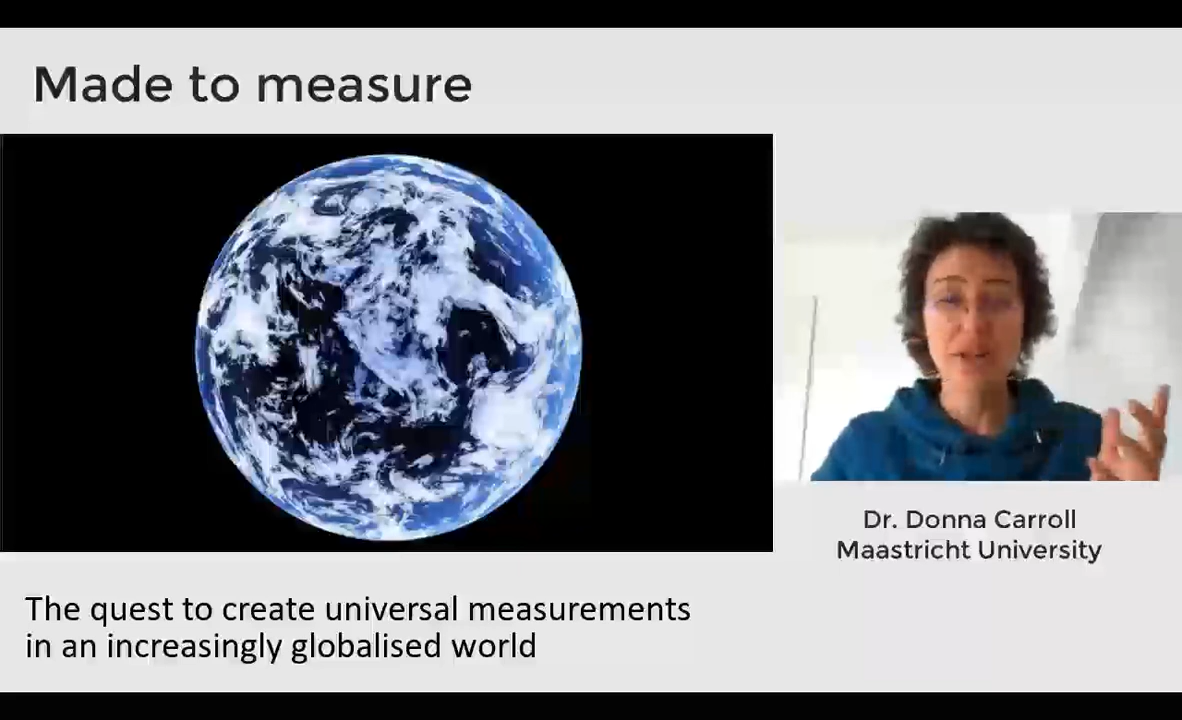 Made to measure
Dr. Donna Carroll
Maastricht University
The quest to create universal measurements
in an increasingly globalised world